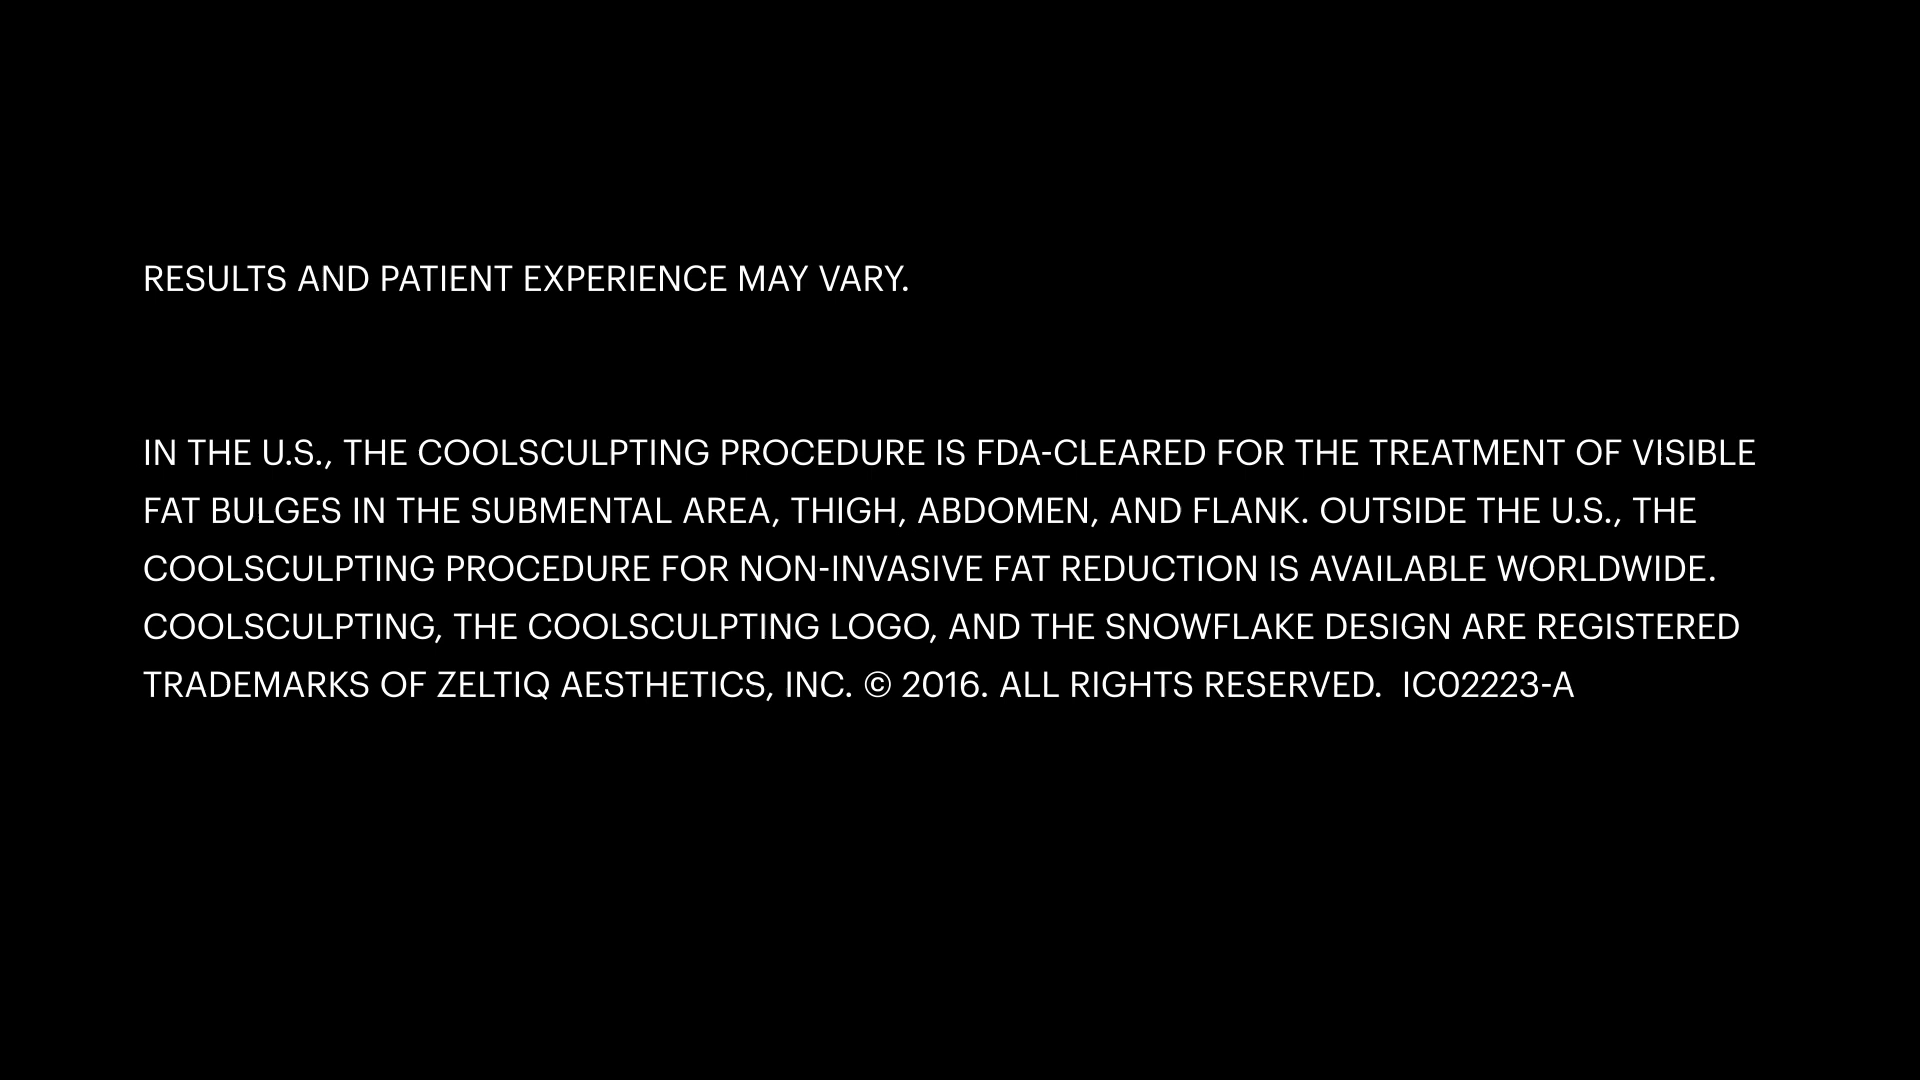 RESULTS AND PATIENT EXPERIENCE MAY VARY.
IN THE U.S., THE COOLSCULPTING PROCEDURE IS FDA-CLEARED FOR THE TREATMENT OF VISIBLE
FAT BULGES IN THE SUBMENTAL AREA, THIGH, ABDOMEN, AND FLANK. OUTSIDE THE U.S., THE
COOLSCULPTING PROCEDURE FOR NON-INVASIVE FAT REDUCTION IS AVAILABLE WORLDWIDE.
COOLSCULPTING, THE COOLSCULPTING LOGO, AND THE SNOWFLAKE DESIGN ARE REGISTERED
TRADEMARKS OF ZELTIQ AESTHETICS, INC. © 2016. ALL RIGHTS RESERVED.  IC02223-A